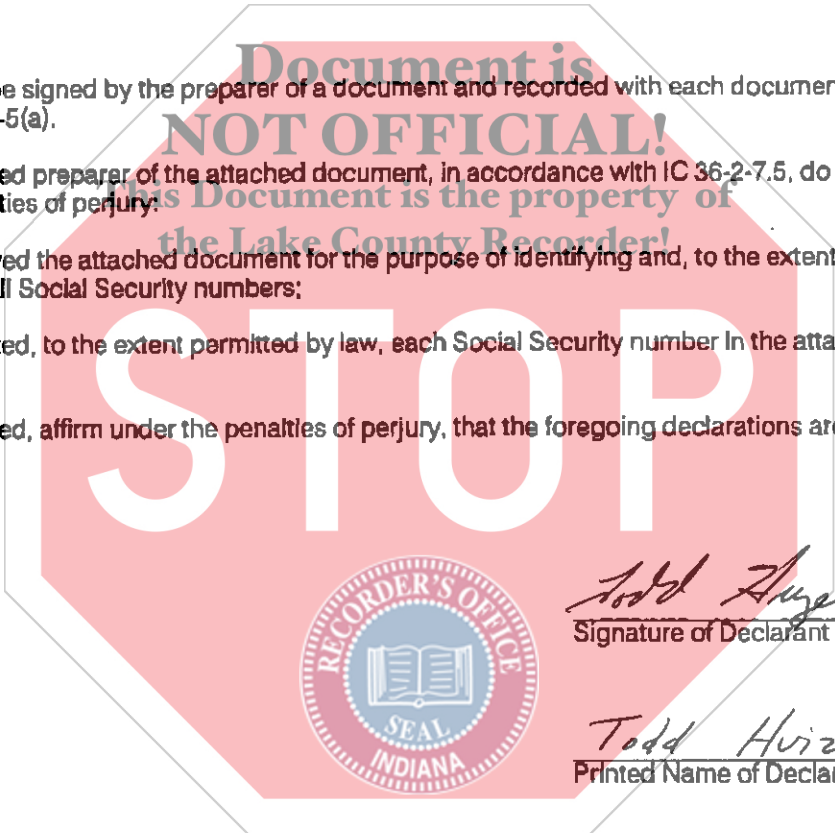 Document is
e signed by the preparer of a document and recorded with each documen
-5(a).
NOT OFFICIAL!
ed preparer of the attached document, in accordance with IC 36-2-7.5, do
This Document is the property of
ties of perjury:
the Lake County Recorder!
ed the attached document for the purpose of identifying and, to the extent
ll Social Security numbers;
STOP
ted, to the extent permitted by law, each Social Security number in the atta
ed, affirm under the penalties of perjury, that the foregoing declarations are
RECORDER'S OFFICE
SEAL
INDIANA
Todd
Signature of Declarant
Todd Huiz
Printed Name of Declar